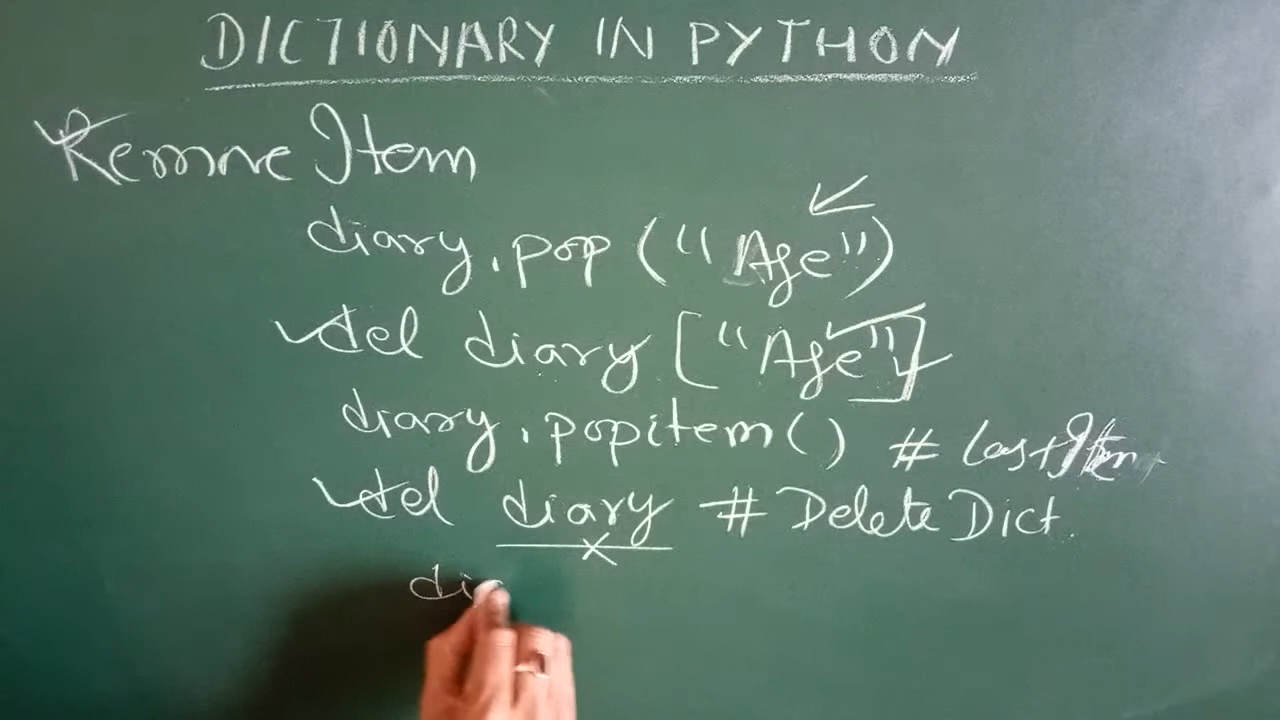 DICTIONARY IN PYTHON
Remove Item
diary.pop("Age")
del diary["Age"]
diary.popitem() # Last Item
del diary # Delete Dict.
di